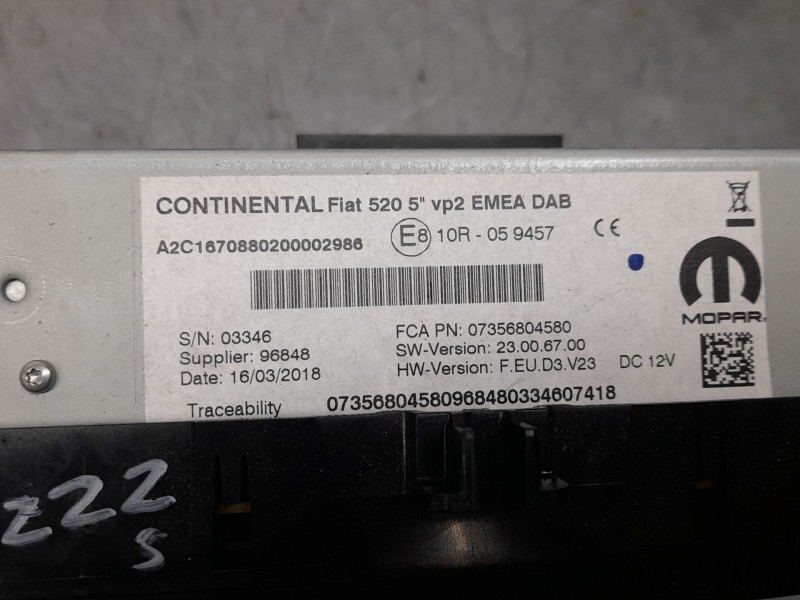 CONTINENTAL Fiat 520 5" vp2 EMEA DAB
A2C1670880200002986
E8 10R - 05 9457
CE
MOPAR
S/N: 03346
Supplier: 96848
Date: 16/03/2018
FCA PN: 07356804580
SW-Version: 23.00.67.00
HW-Version: F.EU.D3.V23
DC 12V
Traceability 07356804580968480334607418
z22
5